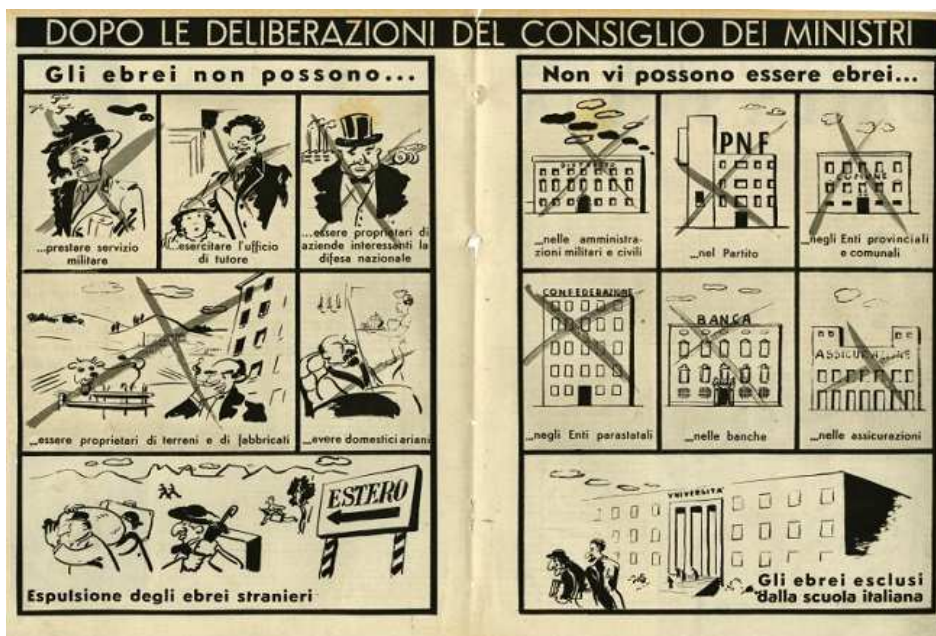 DOPO LE DELIBERAZIONI DEL CONSIGLIO DEI MINISTRI
Gli ebrei non possono...
...prestare servizio
militare
...esercitare l'ufficio
di tutore
...essere proprietari di
aziende interessanti la
difesa nazionale
...essere proprietari di terreni e di fabbricati
...avere domestici ariani
ESTERO
Espulsione degli ebrei stranieri
Non vi possono essere ebrei...
...nelle amministra-
zioni militari e civili
PNF
...nel Partito
COMUNE
...negli Enti provinciali
e comunali
CONFEDERAZIONE
...negli Enti parastatali
BANCA
...nelle banche
ASSICURAZIONE
...nelle assicurazioni
VNIVERSITA'
Gli ebrei esclusi
dalla scuola italiana